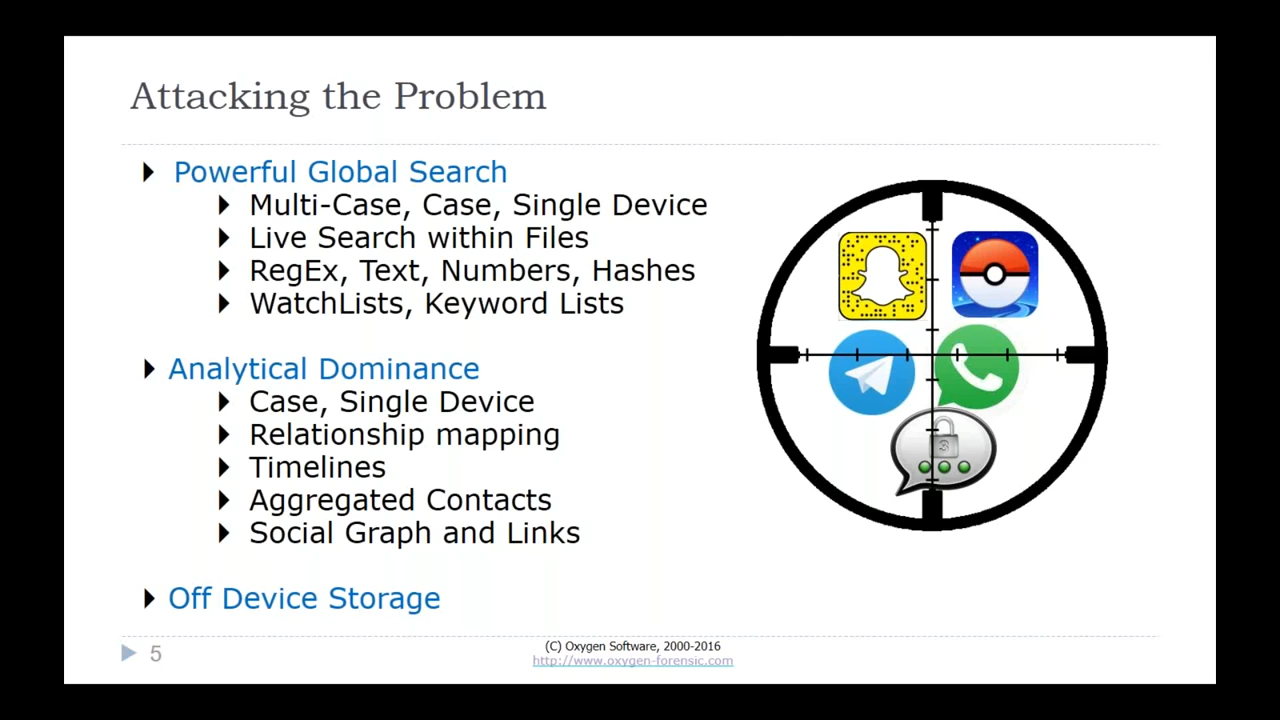 Attacking the Problem
Powerful Global Search
Multi-Case, Case, Single Device
Live Search within Files
RegEx, Text, Numbers, Hashes
WatchLists, Keyword Lists
Analytical Dominance
Case, Single Device
Relationship mapping
Timelines
Aggregated Contacts
Social Graph and Links
Off Device Storage
3
5
(C) Oxygen Software, 2000-2016
http://www.oxygen-forensic.com